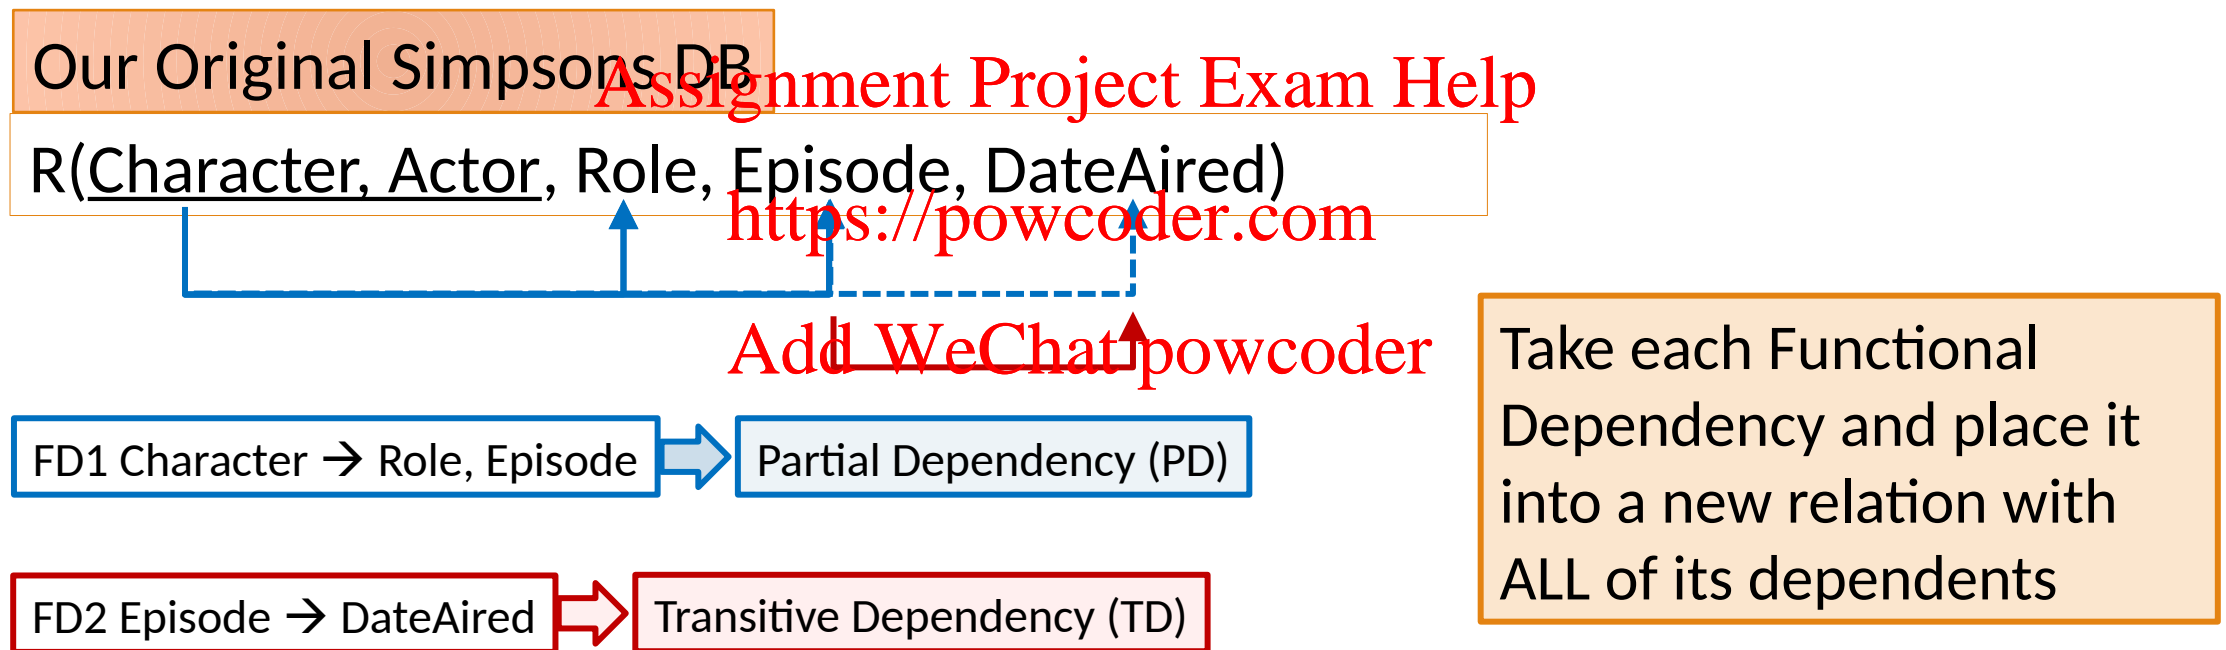 Our Original Simpsons DB
Assignment Project Exam Help
R(Character, Actor, Role, Episode, DateAired)
https://powcoder.com
Add WeChat powcoder
Take each Functional
Dependency and place it
into a new relation with
ALL of its dependents
FD1 Character → Role, Episode
Partial Dependency (PD)
FD2 Episode → DateAired
Transitive Dependency (TD)